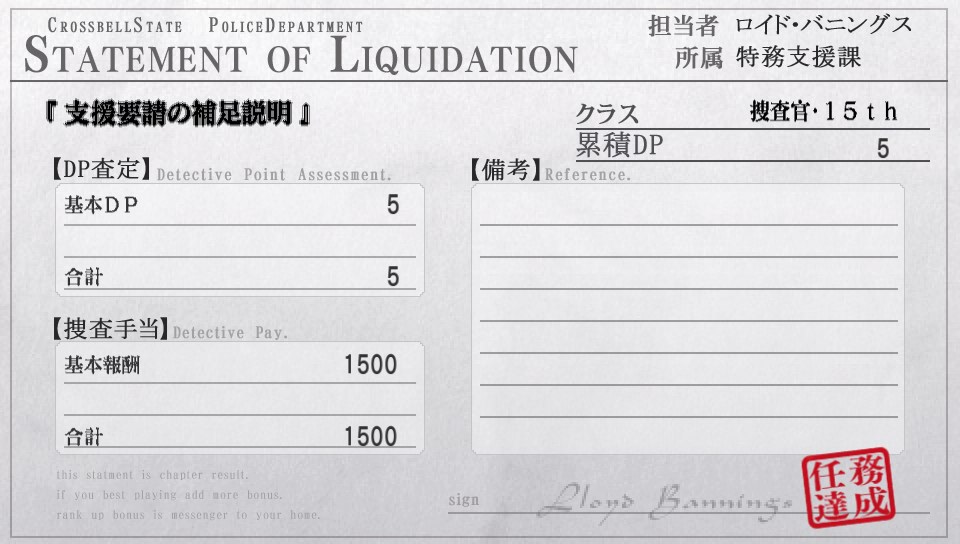 CrossbellState PoliceDepartment
Statement of Liquidation
担当者 ロイド・バニングス
所属 特務支援課
『 支援要請の補足説明 』
クラス 捜査官・15th
累積DP 5
【DP査定】Detective Point Assessment.
基本DP 5
合計 5
【備考】Reference.
【捜査手当】Detective Pay.
基本報酬 1500
合計 1500
this statment is chapter result.
if you best playing add more bonus.
rank up bonus is messenger to your home.
sign Lloyd Bannings
任務
達成